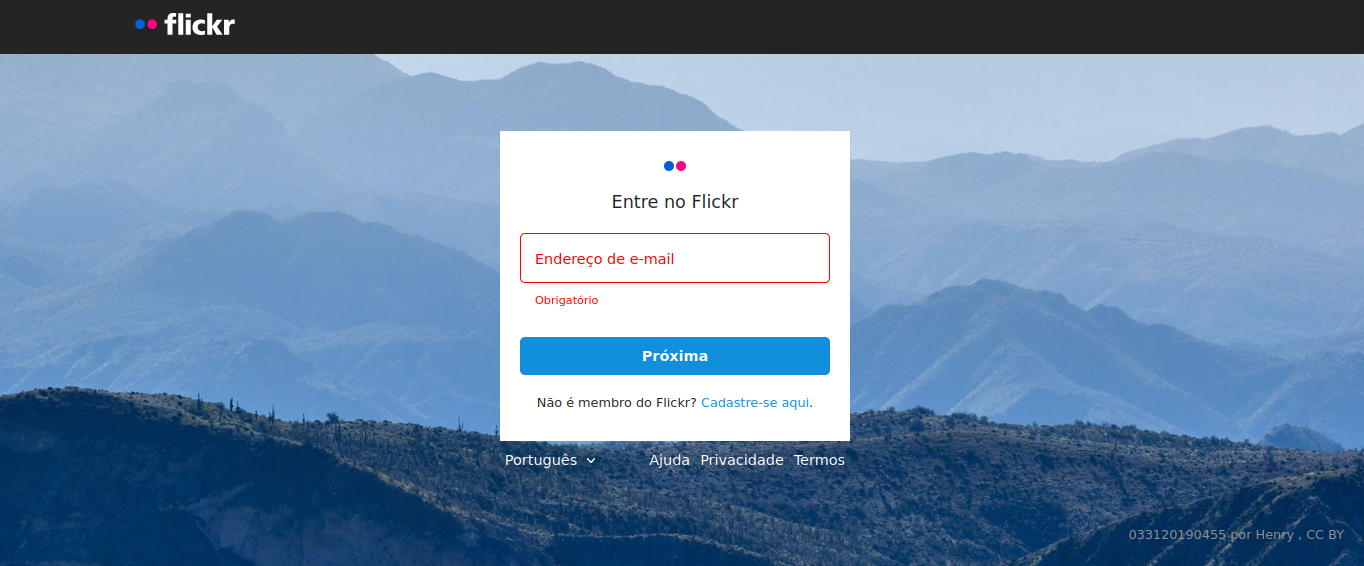 flickr
Entre no Flickr
Endereço de e-mail
Obrigatório
Próxima
Não é membro do Flickr? Cadastre-se aqui.
Português Ajuda Privacidade Termos
033120190455 por Henry , CC BY